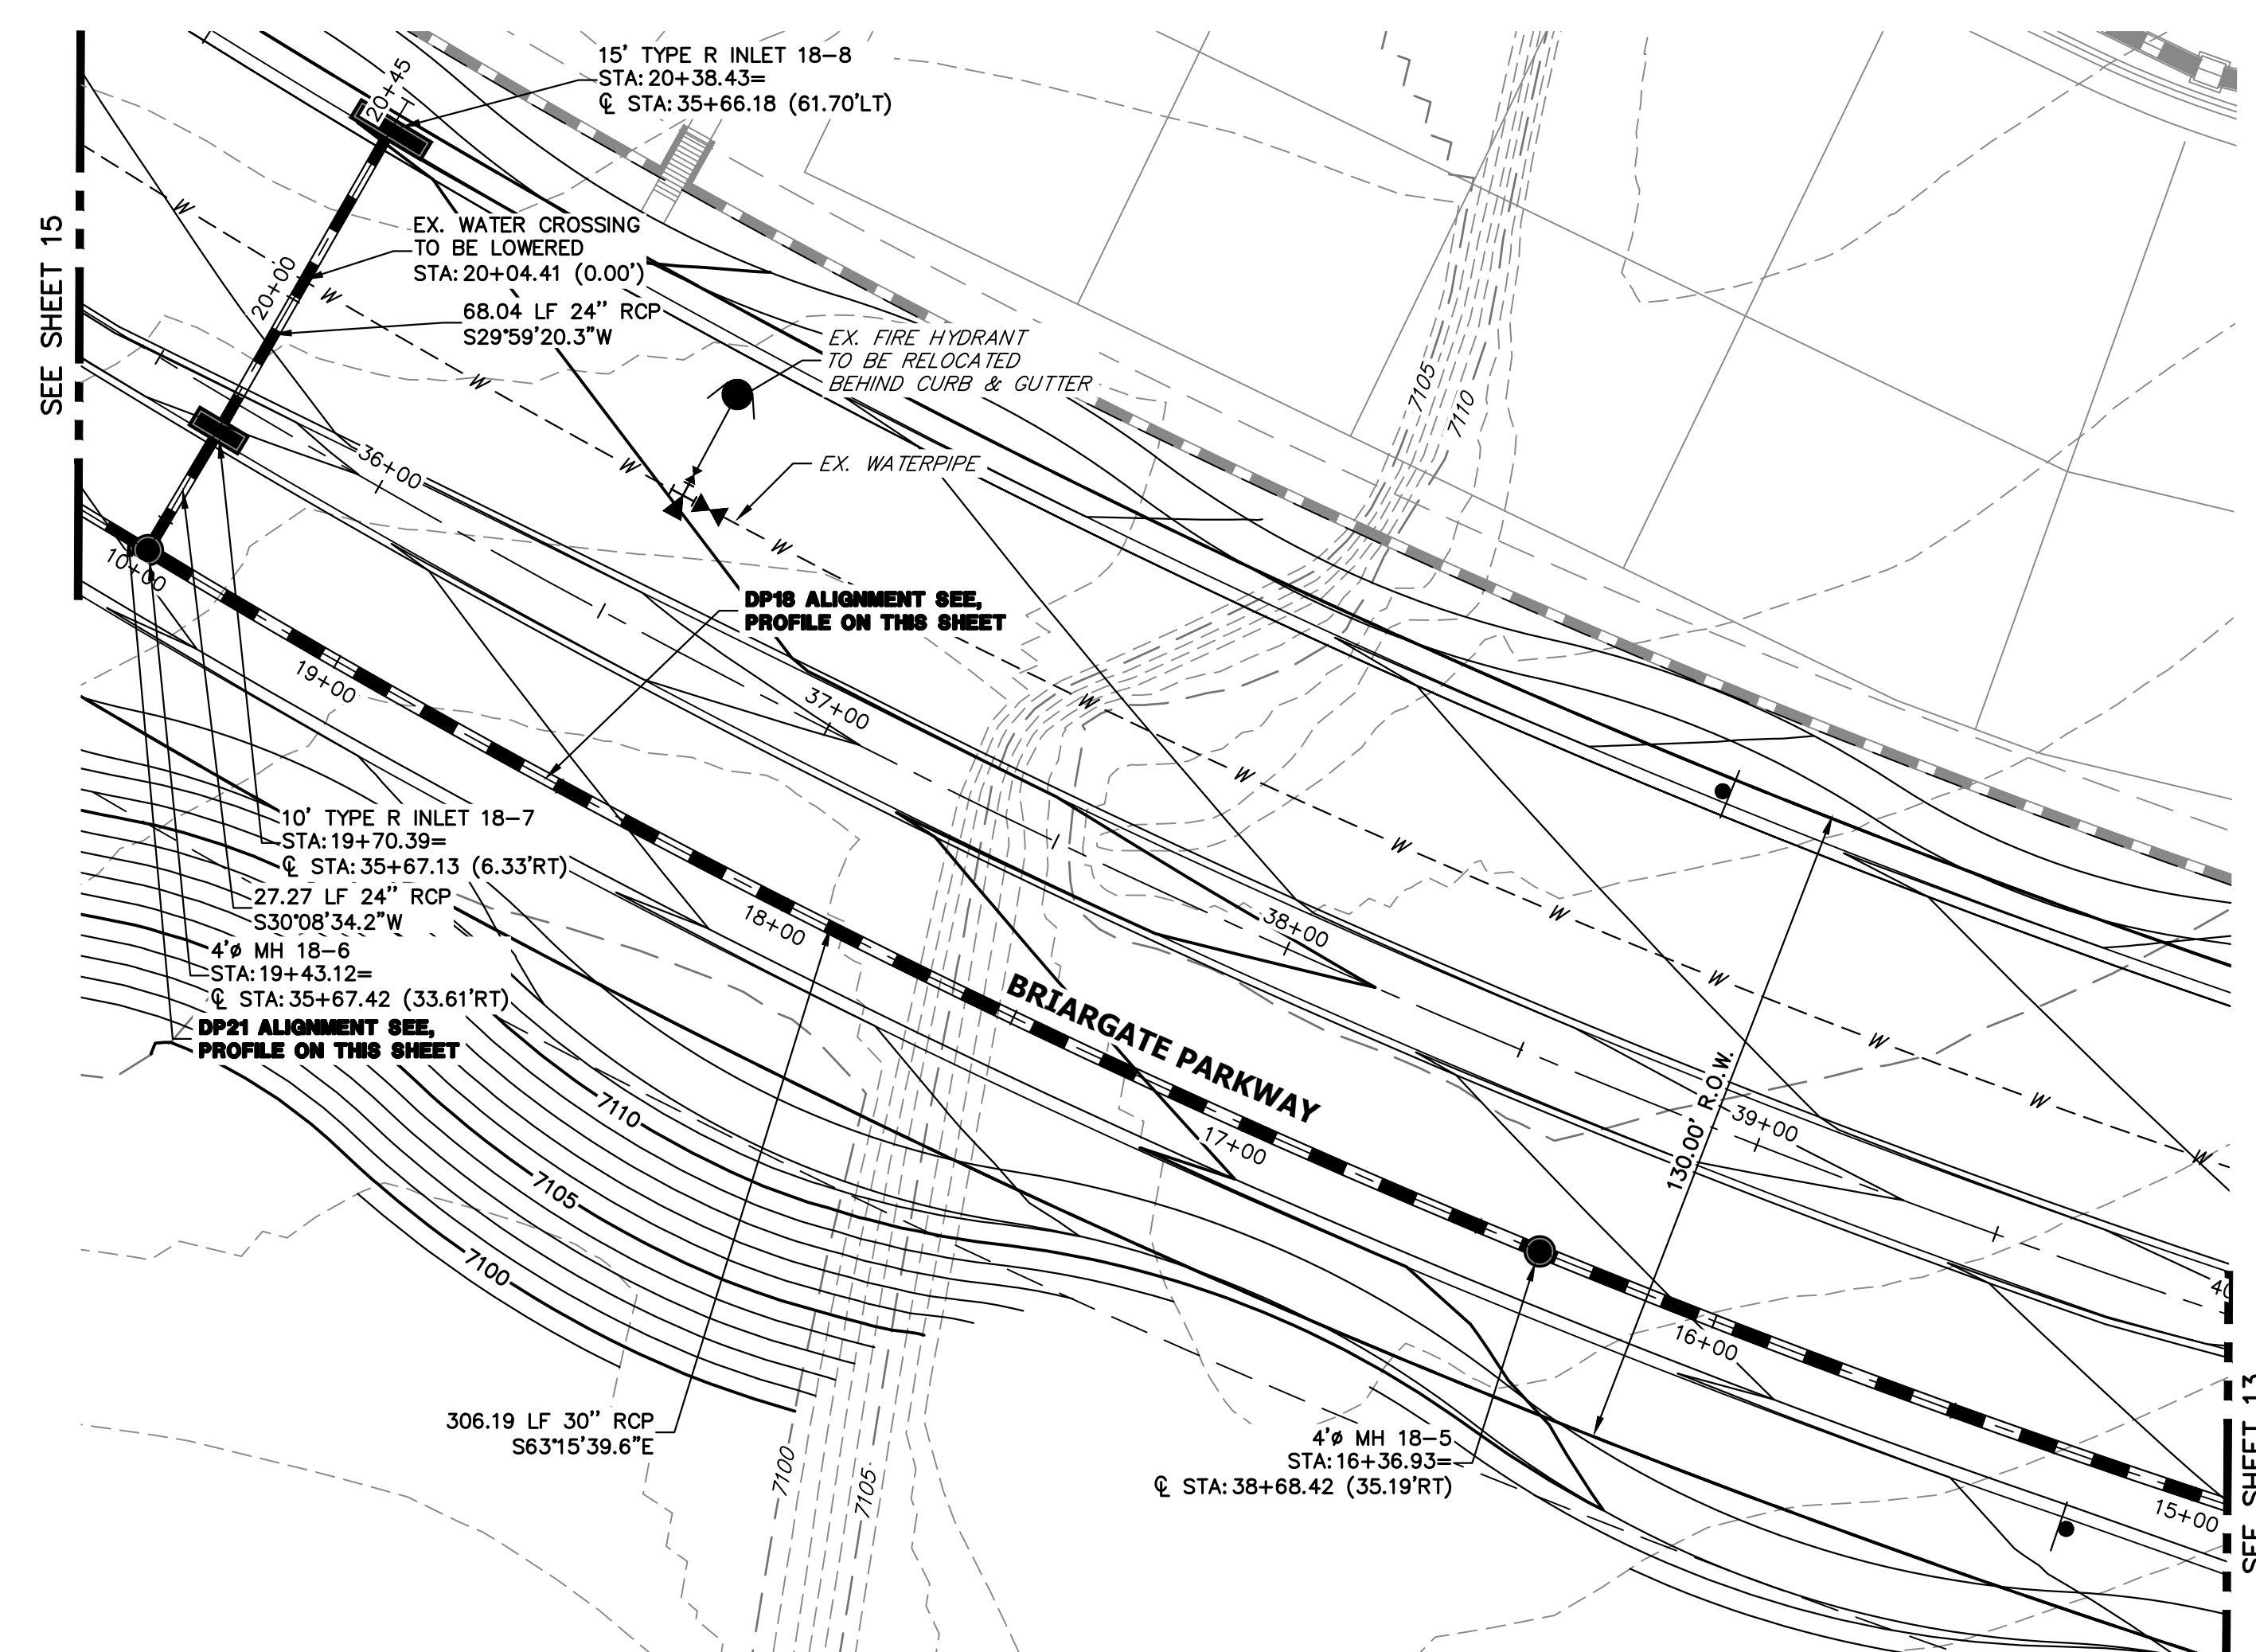 15' TYPE R INLET 18-8
STA: 20+38.43=
℄ STA: 35+66.18 (61.70'LT)
20+45
SEE SHEET 15
W
EX. WATER CROSSING
TO BE LOWERED
STA: 20+04.41 (0.00')
20+00
W
68.04 LF 24" RCP
S29°59'20.3"W
EX. FIRE HYDRANT
TO BE RELOCATED
BEHIND CURB & GUTTER
W
7105
7110
36+00
W
EX. WATERPIPE
W
10+00
DP18 ALIGNMENT SEE,
PROFILE ON THIS SHEET
19+00
37+00
W
W
10' TYPE R INLET 18-7
STA: 19+70.39=
℄ STA: 35+67.13 (6.33'RT)
W
27.27 LF 24" RCP
S30°08'34.2"W
18+00
38+00
W
4'ø MH 18-6
STA: 19+43.12=
℄ STA: 35+67.42 (33.61'RT)
W
DP21 ALIGNMENT SEE,
PROFILE ON THIS SHEET
BRIARGATE PARKWAY
W
7110
17+00
130.00' R.O.W.
39+00
W
W
7105
7100
40
16+00
306.19 LF 30" RCP
S63°15'39.6"E
7100
7105
4'ø MH 18-5
STA: 16+36.93=
℄ STA: 38+68.42 (35.19'RT)
15+00
SEE SHEET 13